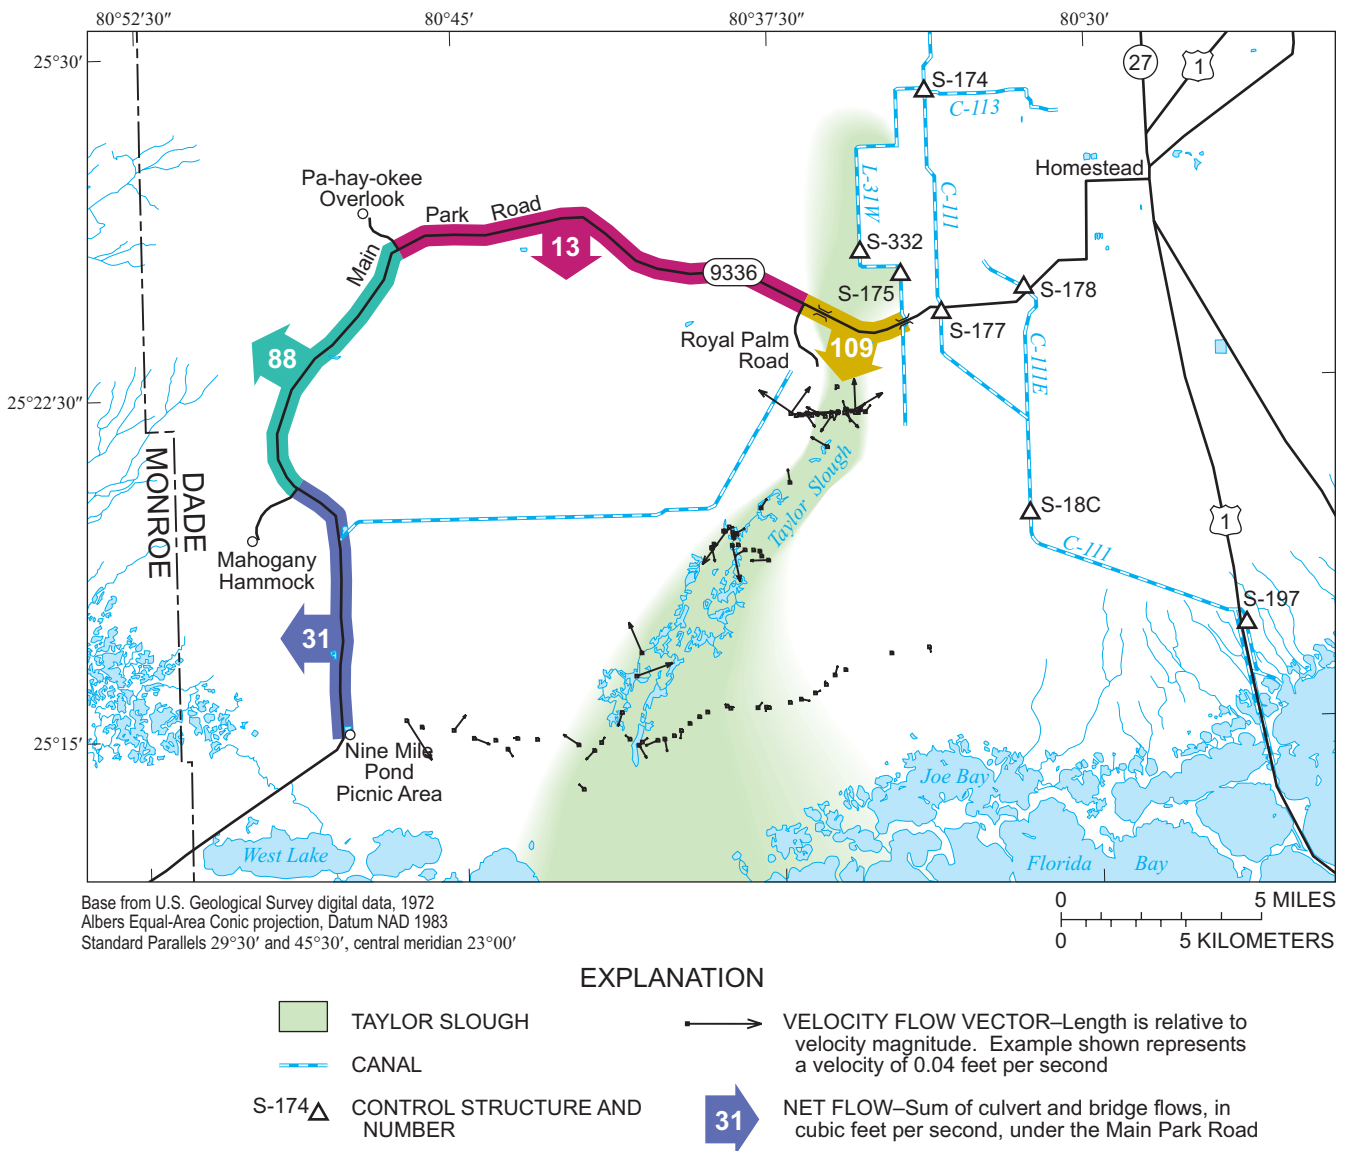 80°52'30"
80°45'
80°37'30"
80°30'
25°30'
27
1
S-174
C-113
Homestead
Pa-hay-okee
Overlook
Park
Road
Main
L-31W
C-111
13
9336
S-332
S-175
S-178
S-177
Royal Palm
Road
109
88
C-111E
25°22'30"
Taylor Slough
DADE
MONROE
S-18C
1
Mahogany
Hammock
C-111
S-197
31
25°15'
Nine Mile
Pond
Picnic Area
Joe Bay
West Lake
Florida Bay
Base from U.S. Geological Survey digital data, 1972
Albers Equal-Area Conic projection, Datum NAD 1983
Standard Parallels 29°30' and 45°30', central meridian 23°00'
0 5 MILES
0 5 KILOMETERS
EXPLANATION
TAYLOR SLOUGH
CANAL
S-174
CONTROL STRUCTURE AND
NUMBER
VELOCITY FLOW VECTOR–Length is relative to
velocity magnitude. Example shown represents
a velocity of 0.04 feet per second
31
NET FLOW–Sum of culvert and bridge flows, in
cubic feet per second, under the Main Park Road